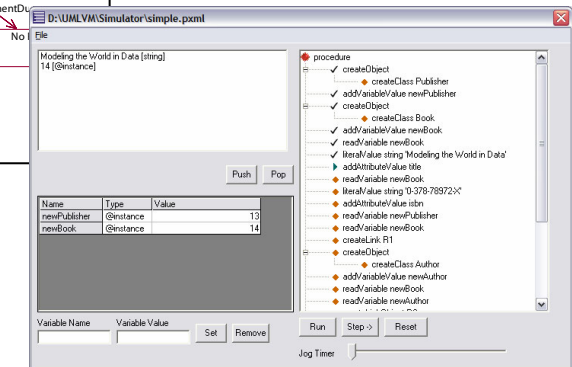 D:\UMLVM\Simulator\simple.pxml
File
Modeling the World in Data [string]
14 [@instance]
Push Pop
Name Type Value
newPublisher @instance 13
newBook @instance 14
Variable Name Variable Value
Set Remove
procedure
createObject
createClass Publisher
addVariableValue newPublisher
createObject
createClass Book
addVariableValue newBook
readVariable newBook
literalValue string 'Modeling the World in Data'
addAttributeValue title
readVariable newBook
literalValue string '0-378-78972-X'
addAttributeValue isbn
readVariable newPublisher
readVariable newBook
createLink R1
createObject
createClass Author
addVariableValue newAuthor
readVariable newBook
readVariable newAuthor
Run Step -> Reset
Jog Timer